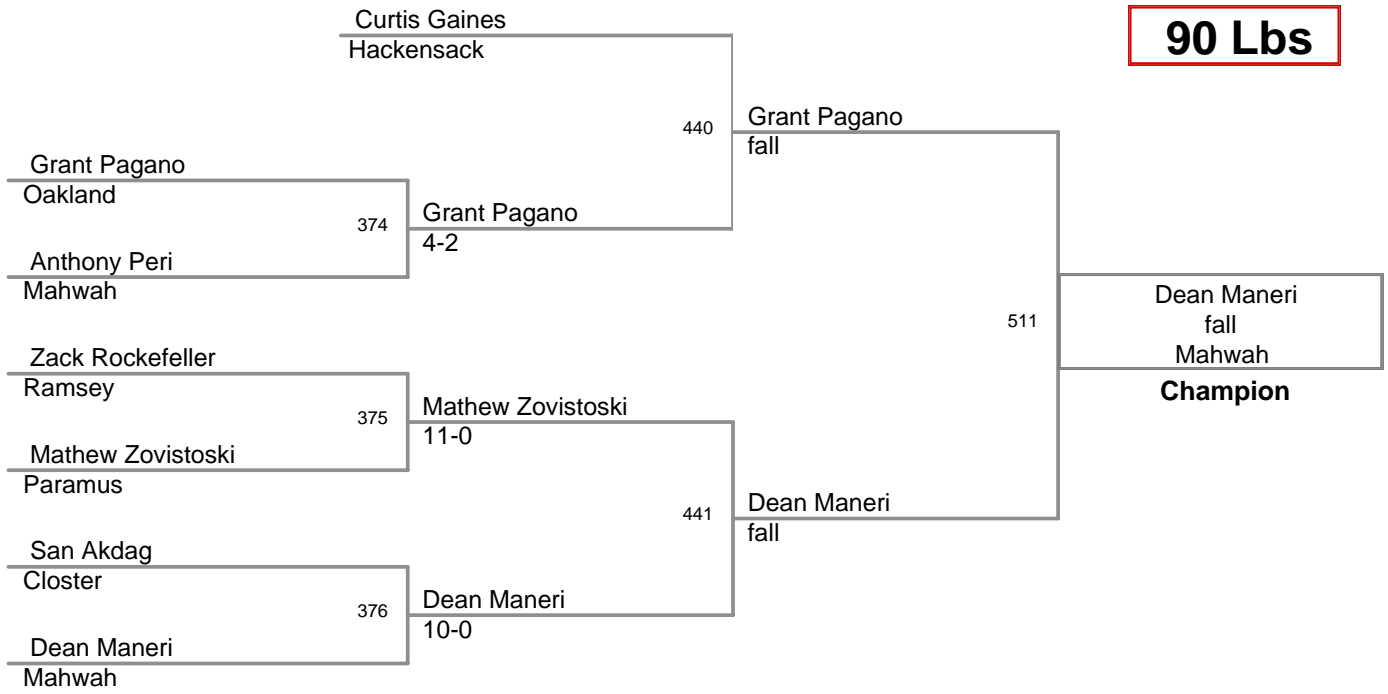 Curtis Gaines
Hackensack
90 Lbs
440
Grant Pagano
fall
Grant Pagano
Oakland
374
Grant Pagano
4-2
Anthony Peri
Mahwah
511
Dean Maneri
fall
Mahwah
Champion
Zack Rockefeller
Ramsey
375
Mathew Zovistoski
11-0
Mathew Zovistoski
Paramus
441
Dean Maneri
fall
San Akdag
Closter
376
Dean Maneri
10-0
Dean Maneri
Mahwah